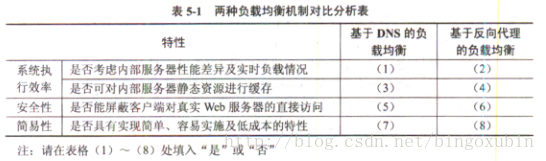 表 5-1 两种负载均衡机制对比分析表
特性 基于 DNS 的负载均衡 基于反向代理的负载均衡
系统执行效率 是否考虑内部服务器性能差异及实时负载情况 （1） （2）
是否可对内部服务器静态资源进行缓存 （3） （4）
安全性 是否能屏蔽客户端对真实 Web 服务器的直接访问 （5） （6）
简易性 是否具有实现简单、容易实施及低成本的特性 （7） （8）
注：请在表格（1）～（8）处填入“是”或“否”
http://blog.csdn.net/bingoxubin